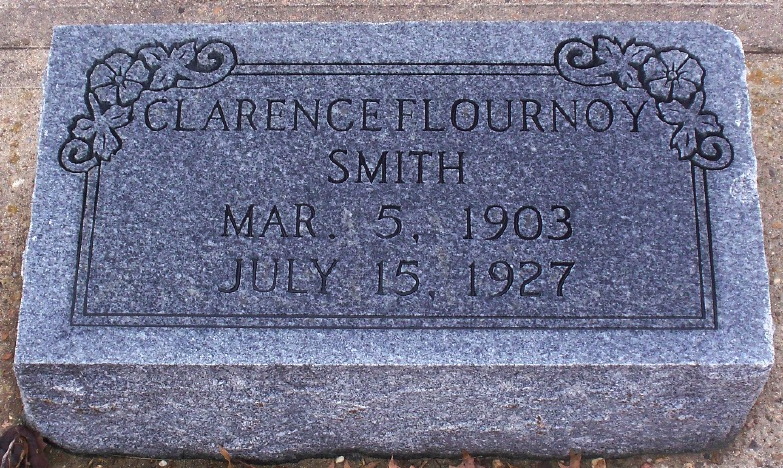 CLARENCE FLOURNOY
SMITH
MAR. 5, 1903
JULY 15, 1927